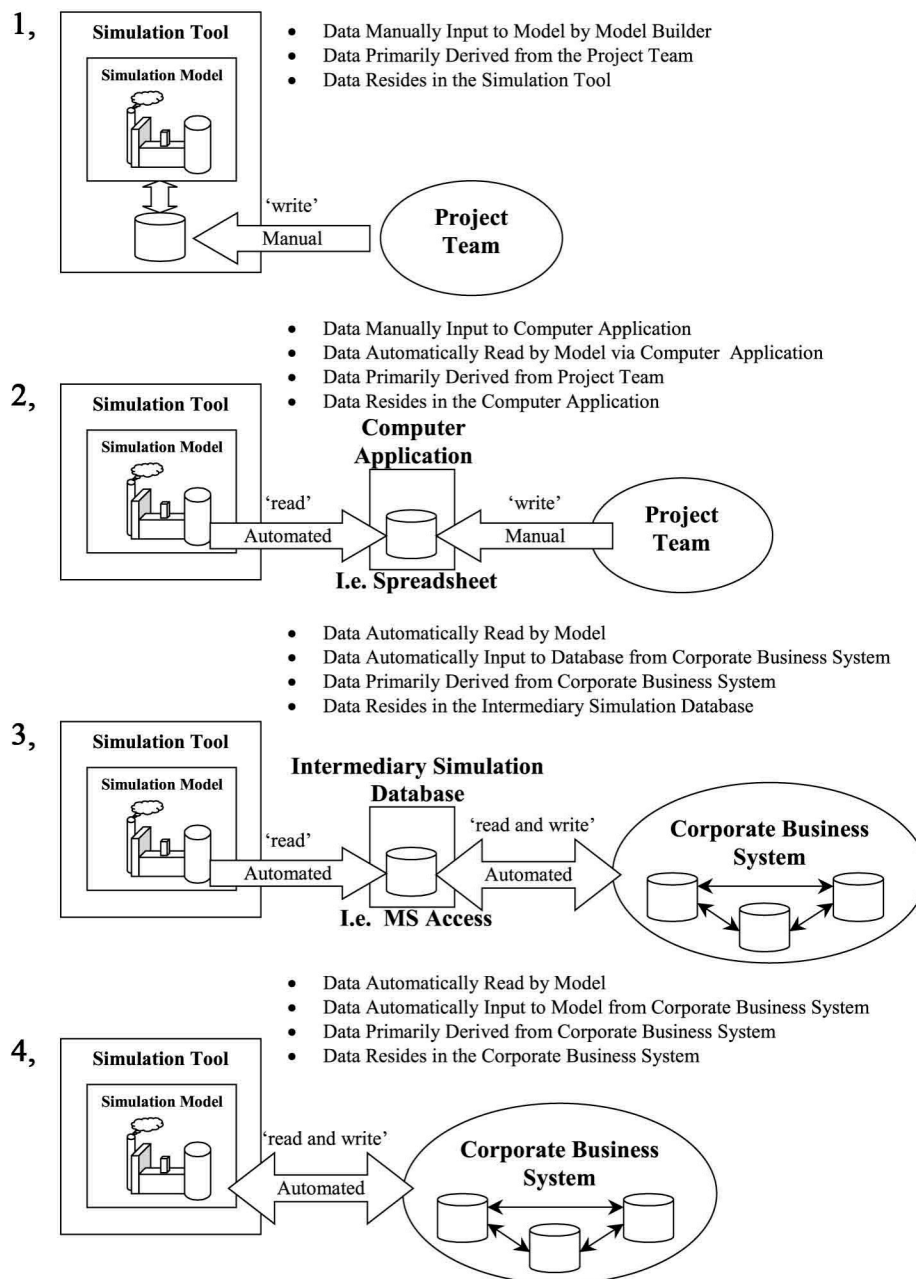 1,
Simulation Tool
Simulation Model
• Data Manually Input to Model by Model Builder
• Data Primarily Derived from the Project Team
• Data Resides in the Simulation Tool
‘write’
Manual
Project
Team
• Data Manually Input to Computer Application
• Data Automatically Read by Model via Computer Application
• Data Primarily Derived from Project Team
• Data Resides in the Computer Application
2,
Simulation Tool
Simulation Model
Computer
Application
‘read’
Automated
‘write’
Manual
Project
Team
I.e. Spreadsheet
• Data Automatically Read by Model
• Data Automatically Input to Database from Corporate Business System
• Data Primarily Derived from Corporate Business System
• Data Resides in the Intermediary Simulation Database
3,
Simulation Tool
Simulation Model
Intermediary Simulation
Database
‘read’
Automated
‘read and write’
Automated
Corporate Business
System
I.e. MS Access
• Data Automatically Read by Model
• Data Automatically Input to Model from Corporate Business System
• Data Primarily Derived from Corporate Business System
• Data Resides in the Corporate Business System
4,
Simulation Tool
Simulation Model
‘read and write’
Automated
Corporate Business
System